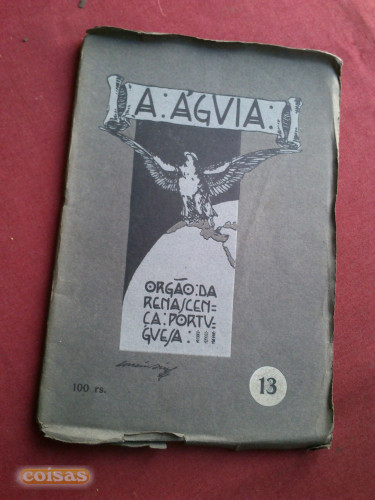 : A : ÁGVIA :
ORGÃO : DA
RENASCEN=
ÇA : PORTV=
GVESA :
100 rs.
13
coisas